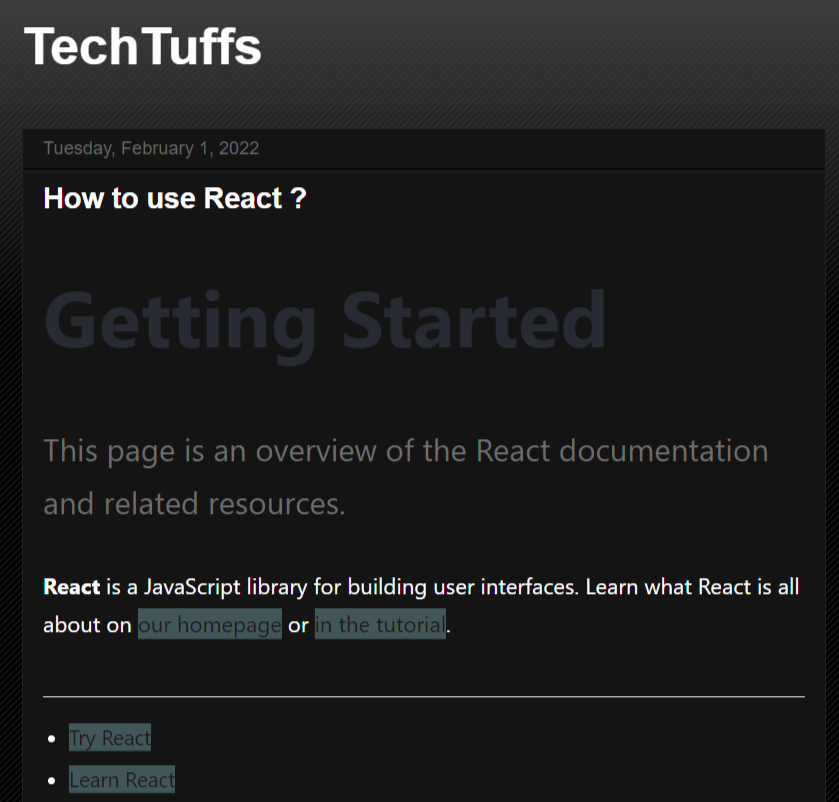 TechTuffs
Tuesday, February 1, 2022
How to use React ?
Getting Started
This page is an overview of the React documentation
and related resources.
React is a JavaScript library for building user interfaces. Learn what React is all
about on our homepage or in the tutorial.
Try React
Learn React